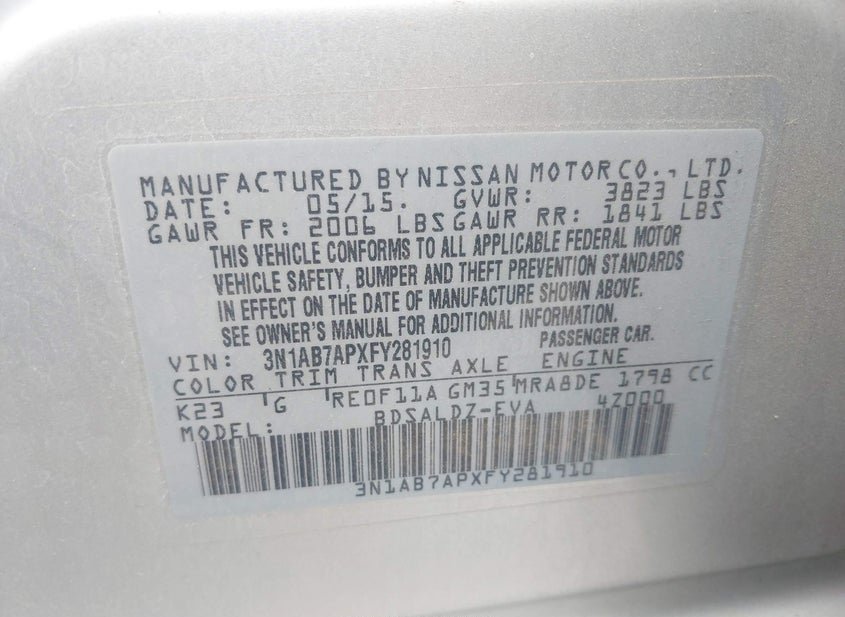 MANUFACTURED BY NISSAN MOTOR CO., LTD.
DATE: 05/15. GVWR: 3823 LBS
GAWR FR: 2006 LBS GAWR RR: 1841 LBS
THIS VEHICLE CONFORMS TO ALL APPLICABLE FEDERAL MOTOR
VEHICLE SAFETY, BUMPER AND THEFT PREVENTION STANDARDS
IN EFFECT ON THE DATE OF MANUFACTURE SHOWN ABOVE.
SEE OWNER'S MANUAL FOR ADDITIONAL INFORMATION.
VIN: 3N1AB7APXFY281910 PASSENGER CAR.
COLOR TRIM TRANS AXLE ENGINE
K23 G RE0F11A GM35 MRA8DE 1798 CC
MODEL: BDSALDZ-EVA 4Z000
3N1AB7APXFY281910